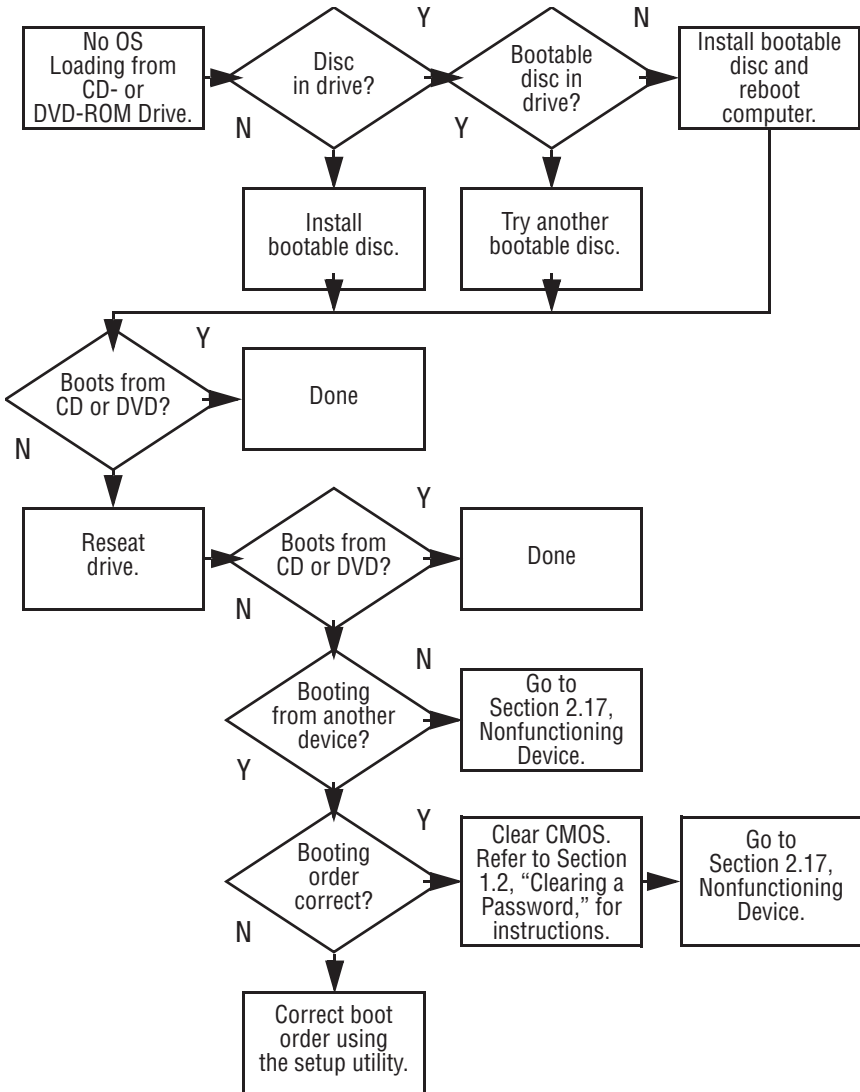 Y
N
No OS
Loading from
CD- or
DVD-ROM Drive.
Disc
in drive?
Bootable
disc in
drive?
Install bootable
disc and
reboot
computer.
N
Y
Install
bootable disc.
Try another
bootable disc.
Y
Boots from
CD or DVD?
Done
N
Y
Reseat
drive.
Boots from
CD or DVD?
Done
N
N
Booting
from another
device?
Go to
Section 2.17,
Nonfunctioning
Device.
Y
Y
Booting
order
correct?
Clear CMOS.
Refer to Section
1.2, “Clearing a
Password,” for
instructions.
Go to
Section 2.17,
Nonfunctioning
Device.
N
Correct boot
order using
the setup utility.